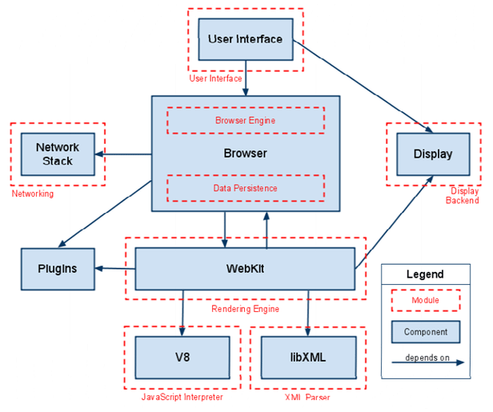 User Interface
User Interface
Browser Engine
Browser
Data Persistence
Network
Stack
Networking
Display
Display
Backend
PlugIns
WebKit
Rendering Engine
V8
JavaScript Interpreter
libXML
XML Parser
Legend
Module
Component
depends on